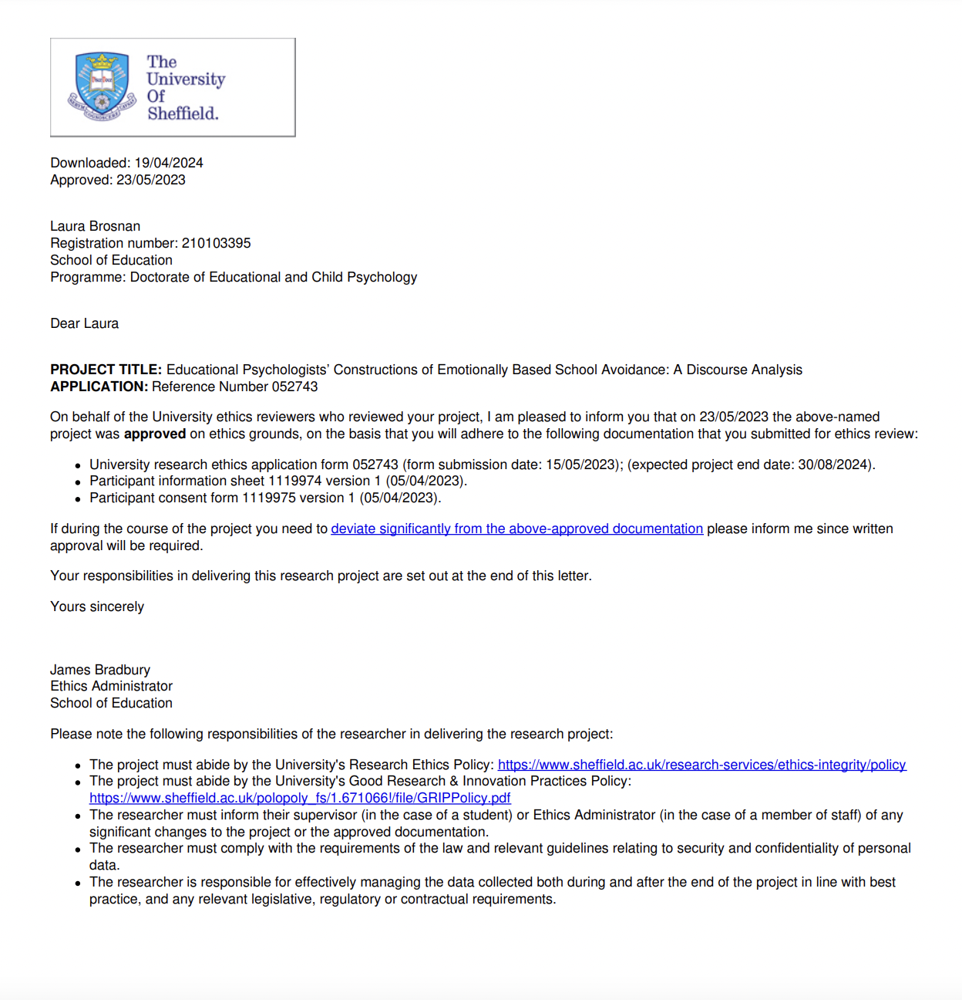 The
University
Of
Sheffield.
Downloaded: 19/04/2024
Approved: 23/05/2023
Laura Brosnan
Registration number: 210103395
School of Education
Programme: Doctorate of Educational and Child Psychology
Dear Laura
PROJECT TITLE: Educational Psychologists’ Constructions of Emotionally Based School Avoidance: A Discourse Analysis
APPLICATION: Reference Number 052743
On behalf of the University ethics reviewers who reviewed your project, I am pleased to inform you that on 23/05/2023 the above-named
project was approved on ethics grounds, on the basis that you will adhere to the following documentation that you submitted for ethics review:
• University research ethics application form 052743 (form submission date: 15/05/2023); (expected project end date: 30/08/2024).
• Participant information sheet 1119974 version 1 (05/04/2023).
• Participant consent form 1119975 version 1 (05/04/2023).
If during the course of the project you need to deviate significantly from the above-approved documentation please inform me since written
approval will be required.
Your responsibilities in delivering this research project are set out at the end of this letter.
Yours sincerely
James Bradbury
Ethics Administrator
School of Education
Please note the following responsibilities of the researcher in delivering the research project:
• The project must abide by the University's Research Ethics Policy: https://www.sheffield.ac.uk/research-services/ethics-integrity/policy
• The project must abide by the University's Good Research & Innovation Practices Policy:
https://www.sheffield.ac.uk/polopoly_fs/1.671066!/file/GRIPPolicy.pdf
• The researcher must inform their supervisor (in the case of a student) or Ethics Administrator (in the case of a member of staff) of any
significant changes to the project or the approved documentation.
• The researcher must comply with the requirements of the law and relevant guidelines relating to security and confidentiality of personal
data.
• The researcher is responsible for effectively managing the data collected both during and after the end of the project in line with best
practice, and any relevant legislative, regulatory or contractual requirements.